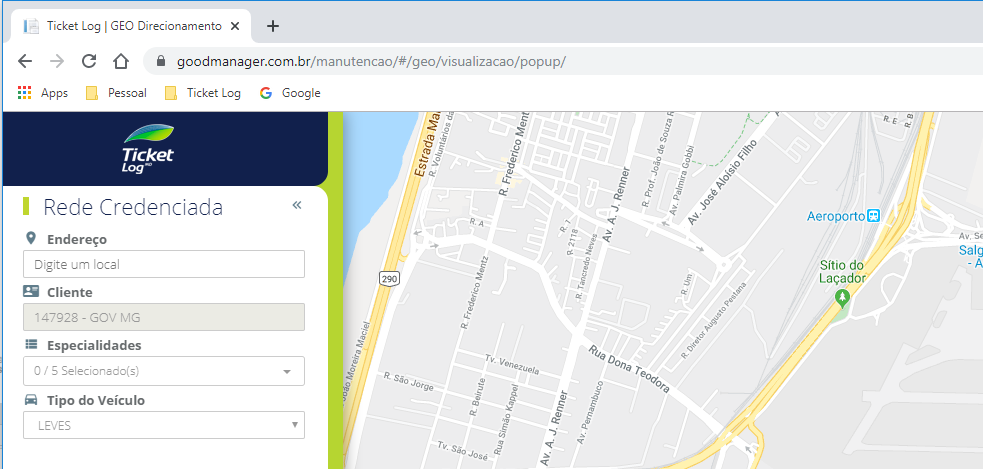 Ticket Log | GEO Direcionamento
goodmanager.com.br/manutencao/#/geo/visualizacao/popup/
Apps
Pessoal
Ticket Log
Google
Ticket
Log
Rede Credenciada
Endereço
Digite um local
Cliente
147928 - GOV MG
Especialidades
0 / 5 Selecionado(s)
Tipo do Veículo
LEVES
Estrada Ma
R. Voluntários da
R. Frederico Mentz
R. Prof. João de Souza R
Av. Palmira Gobbi
Av. José Aloísio Filho
Av. A. J. Renner
R. E
R. B
Aeroporto
R. A
R. 1
R. 2118
R. Tancredo Neves
Av. Se
Salg
- A
Sítio do
Laçador
290
R. Frederico Mentz
R. Um
R. Diretor Augusto Pestana
João Moreira Maciel
Rua Dona Teodora
Tv. Venezuela
R. São Jorge
R. Beirute
R. Simão Kappel
Av. A. J. Renner
Av. Pernambuco
Tv. São José